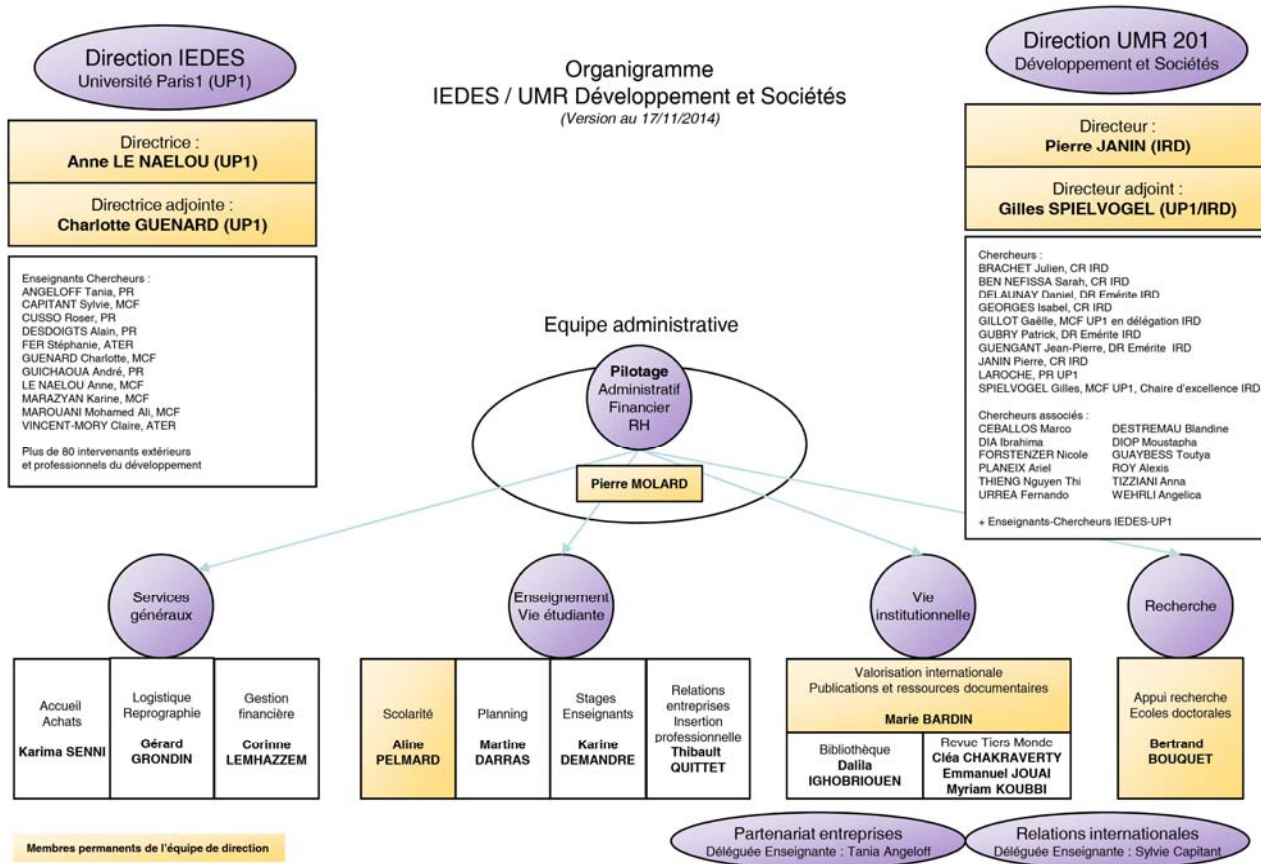 Direction IEDES
Université Paris1 (UP1)
Directrice :
Anne LE NAELOU (UP1)
Directrice adjointe :
Charlotte GUENARD (UP1)
Enseignants Chercheurs :
ANGELOFF Tania, PR
CAPITANT Sylvie, MCF
CUSSO Roser, PR
DESDOIGTS Alain, PR
FER Stéphanie, ATER
GUENARD Charlotte, MCF
GUICHAOUA André, PR
LE NAELOU Anne, MCF
MARAZYAN Karine, MCF
MAROUANI Mohamed Ali, MCF
VINCENT-MORY Claire, ATER
Plus de 80 intervenants extérieurs
et professionnels du développement
Organigramme
IEDES / UMR Développement et Sociétés
(Version au 17/11/2014)
Direction UMR 201
Développement et Sociétés
Directeur :
Pierre JANIN (IRD)
Directeur adjoint :
Gilles SPIELVOGEL (UP1/IRD)
Chercheurs :
BRACHET Julien, CR IRD
BEN NEFISSA Sarah, CR IRD
DELAUNAY Daniel, DR Emérite IRD
GEORGES Isabel, CR IRD
GILLOT Gaëlle, MCF UP1 en délégation IRD
GUBRY Patrick, DR Emérite IRD
GUENGANT Jean-Pierre, DR Emérite IRD
JANIN Pierre, CR IRD
LAROCHE, PR UP1
SPIELVOGEL Gilles, MCF UP1, Chaire d'excellence IRD
Chercheurs associés :
CEBALLOS Marco DESTREMAU Blandine
DIA Ibrahima DIOP Moustapha
FORSTENZER Nicole GUAYBESS Toutya
PLANEIX Ariel ROY Alexis
THIENG Nguyen Thi TIZZIANI Anna
URREA Fernando WEHRLI Angelica
+ Enseignants-Chercheurs IEDES-UP1
Equipe administrative
Pilotage
Administratif
Financier
RH
Pierre MOLARD
Services
généraux
Accueil
Achats
Karima SENNI
Logistique
Reprographie
Gérard
GRONDIN
Gestion
financière
Corinne
LEMHAZZEM
Enseignement
Vie étudiante
Scolarité
Aline
PELMARD
Planning
Martine
DARRAS
Stages
Enseignants
Karine
DEMANDRE
Relations
entreprises
Insertion
professionnelle
Thibault
QUITTET
Vie
institutionnelle
Valorisation internationale
Publications et ressources documentaires
Marie BARDIN
Bibliothèque
Dalila
IGHOBRIOUEN
Revue Tiers Monde
Cléa CHAKRAVERTY
Emmanuel JOUAI
Myriam KOUBBI
Recherche
Appui recherche
Ecoles doctorales
Bertrand
BOUQUET
Membres permanents de l'équipe de direction
Partenariat entreprises
Déléguée Enseignante : Tania Angeloff
Relations internationales
Déléguée Enseignante : Sylvie Capitant